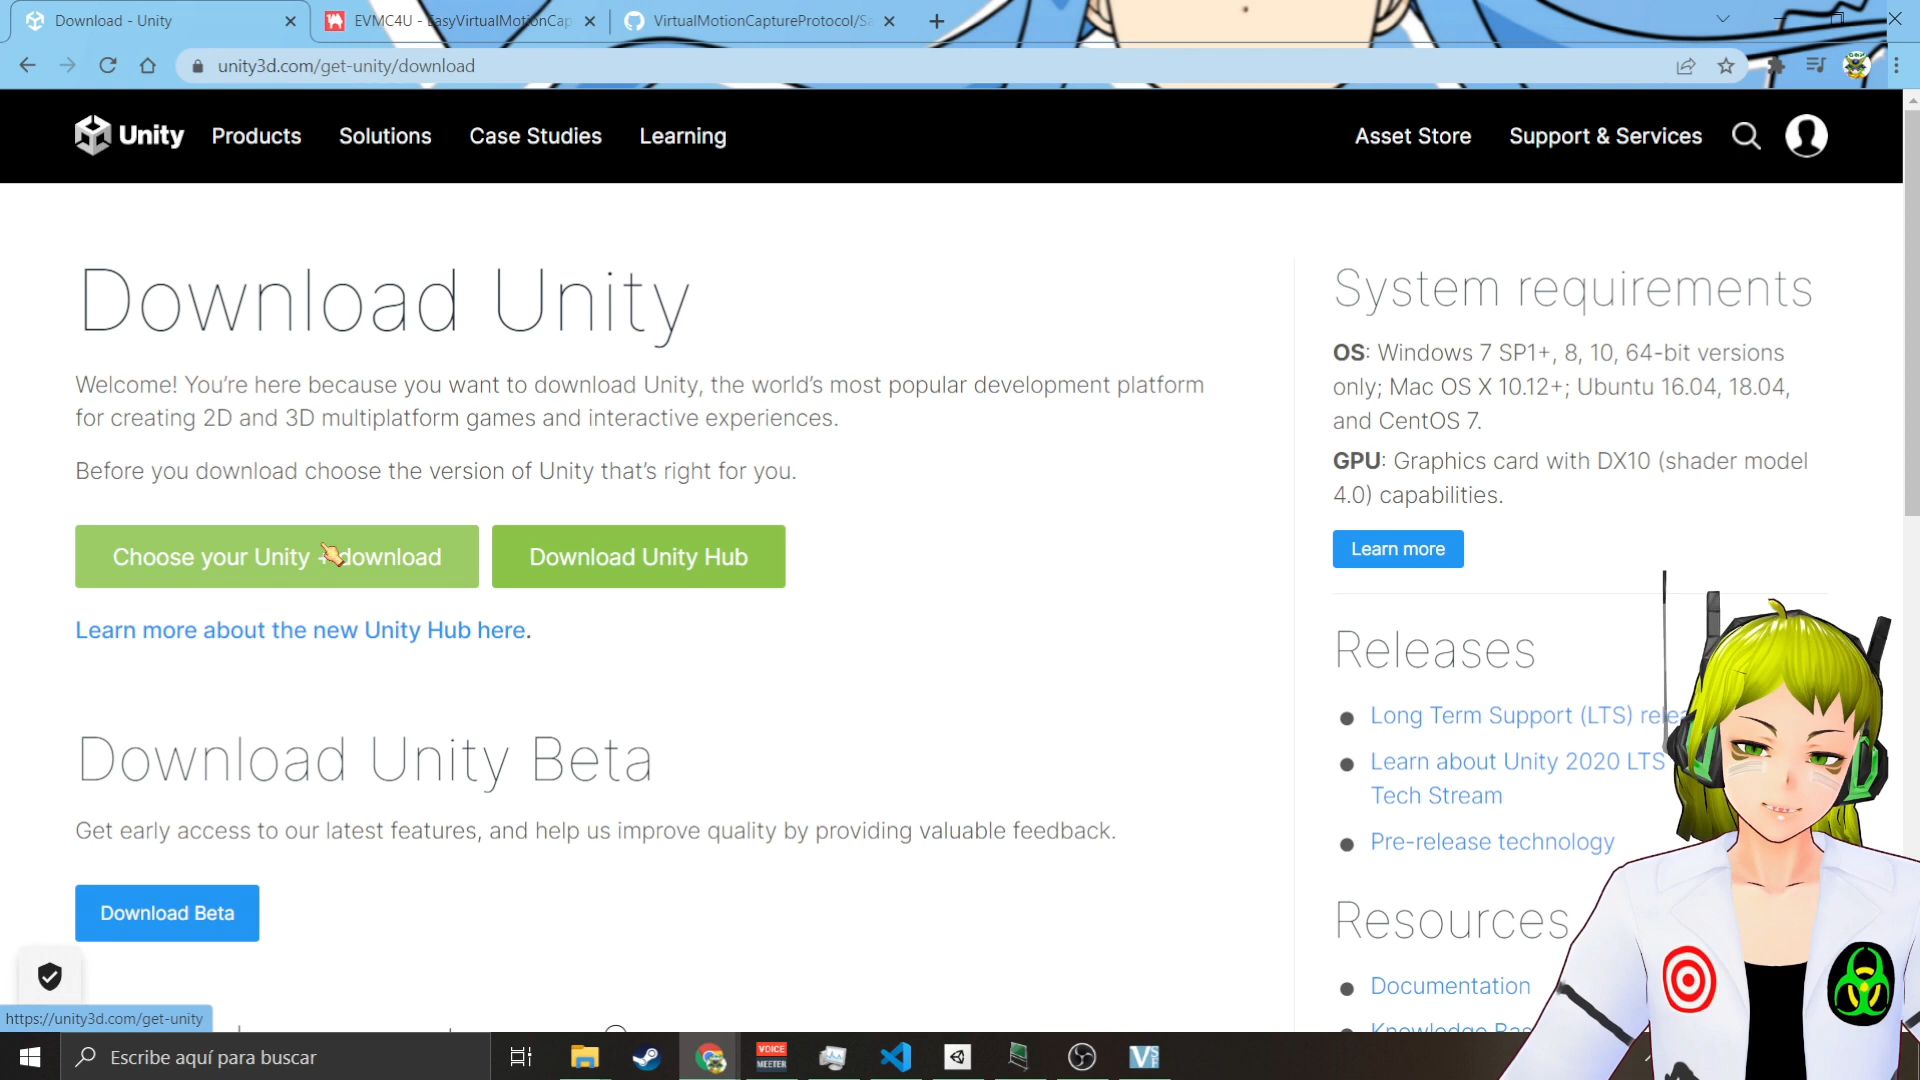 Download - Unity
EVMC4U - EasyVirtualMotionCap
VirtualMotionCaptureProtocol/Sa
unity3d.com/get-unity/download
Unity
Products
Solutions
Case Studies
Learning
Asset Store
Support & Services
Download Unity
Welcome! You're here because you want to download Unity, the world's most popular development platform
for creating 2D and 3D multiplatform games and interactive experiences.
Before you download choose the version of Unity that's right for you.
Choose your Unity + download
Download Unity Hub
Learn more about the new Unity Hub here.
Download Unity Beta
Get early access to our latest features, and help us improve quality by providing valuable feedback.
Download Beta
System requirements
OS: Windows 7 SP1+, 8, 10, 64-bit versions
only; Mac OS X 10.12+; Ubuntu 16.04, 18.04,
and CentOS 7.
GPU: Graphics card with DX10 (shader model
4.0) capabilities.
Learn more
Releases
Long Term Support (LTS)
Learn about Unity 2020 LTS
Tech Stream
Pre-release technology
Resources
Documentation
Knowledge
https://unity3d.com/get-unity
Escribe aquí para buscar
VOICE
MEETER